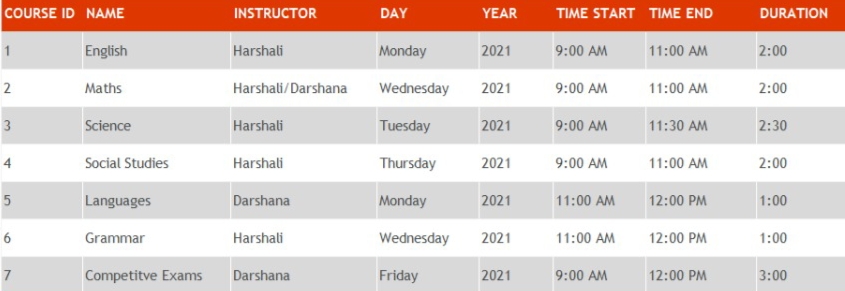 COURSE ID NAME INSTRUCTOR DAY YEAR TIME START TIME END DURATION
1 English Harshali Monday 2021 9:00 AM 11:00 AM 2:00
2 Maths Harshali/Darshana Wednesday 2021 9:00 AM 11:00 AM 2:00
3 Science Harshali Tuesday 2021 9:00 AM 11:30 AM 2:30
4 Social Studies Harshali Thursday 2021 9:00 AM 11:00 AM 2:00
5 Languages Darshana Monday 2021 11:00 AM 12:00 PM 1:00
6 Grammar Harshali Wednesday 2021 11:00 AM 12:00 PM 1:00
7 Competitve Exams Darshana Friday 2021 9:00 AM 12:00 PM 3:00